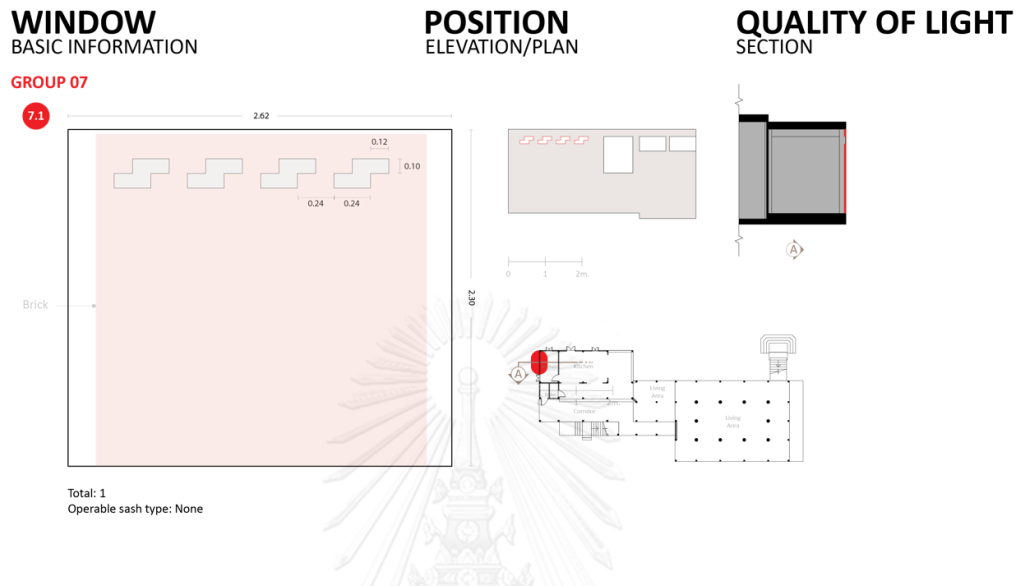 WINDOW
BASIC INFORMATION
POSITION
ELEVATION/PLAN
QUALITY OF LIGHT
SECTION
GROUP 07
7.1
2.62
0.12
0.10
0.24
0.24
2.30
Brick
0
1
2m.
A
A
Kitchen
Living
Area
Living
Area
Corridor
Total: 1
Operable sash type: None